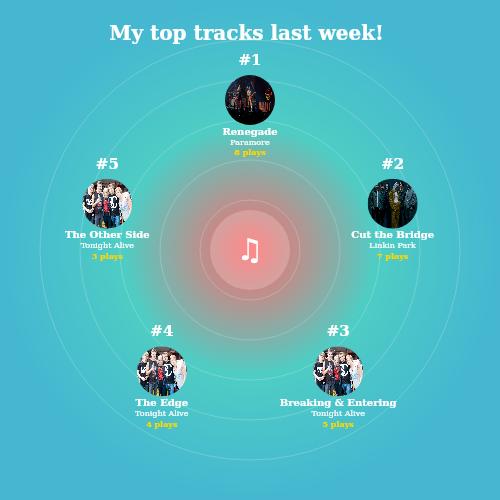 My top tracks last week!
#1
Renegade
Paramore
8 plays
#2
Cut the Bridge
Linkin Park
7 plays
#3
Breaking & Entering
Tonight Alive
5 plays
#4
The Edge
Tonight Alive
4 plays
#5
The Other Side
Tonight Alive
3 plays